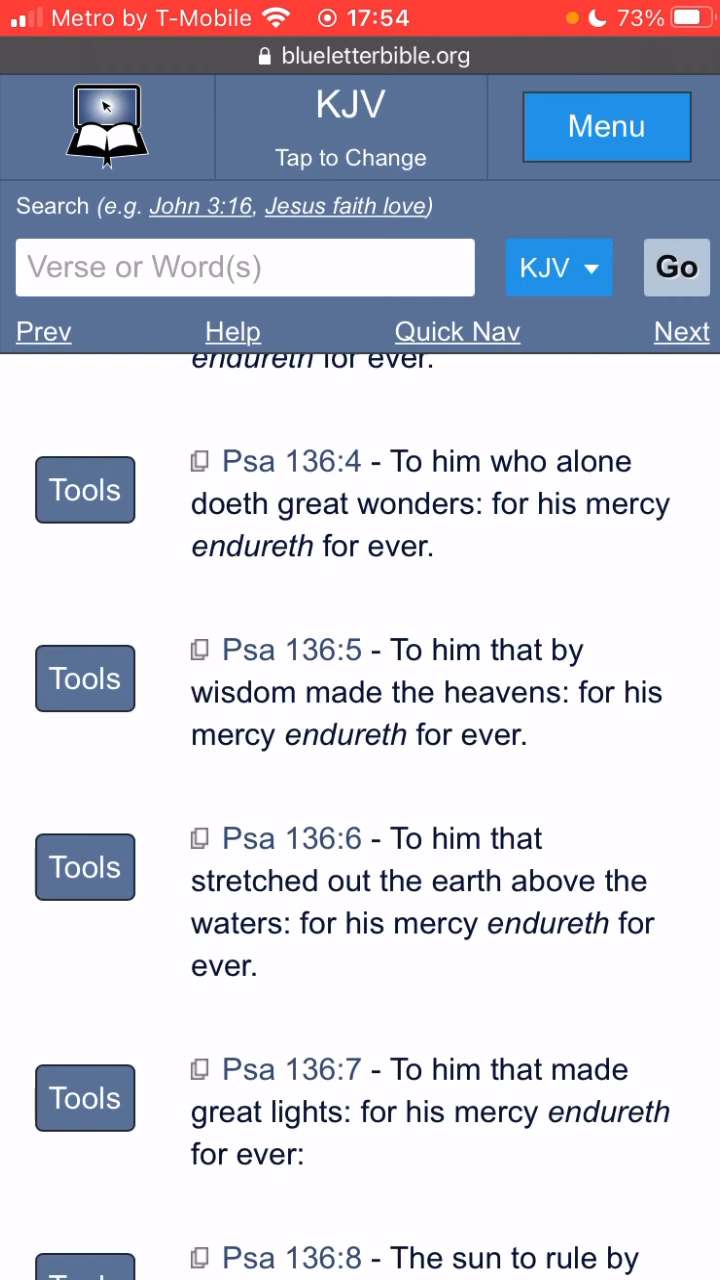 Metro by T-Mobile 17:54 73%
blueletterbible.org
KJV
Tap to Change
Menu
Search (e.g. John 3:16, Jesus faith love)
Verse or Word(s) KJV Go
Prev Help Quick Nav Next
endureth for ever.
Tools
Psa 136:4 - To him who alone
doeth great wonders: for his mercy
endureth for ever.
Tools
Psa 136:5 - To him that by
wisdom made the heavens: for his
mercy endureth for ever.
Tools
Psa 136:6 - To him that
stretched out the earth above the
waters: for his mercy endureth for
ever.
Tools
Psa 136:7 - To him that made
great lights: for his mercy endureth
for ever:
Tools
Psa 136:8 - The sun to rule by